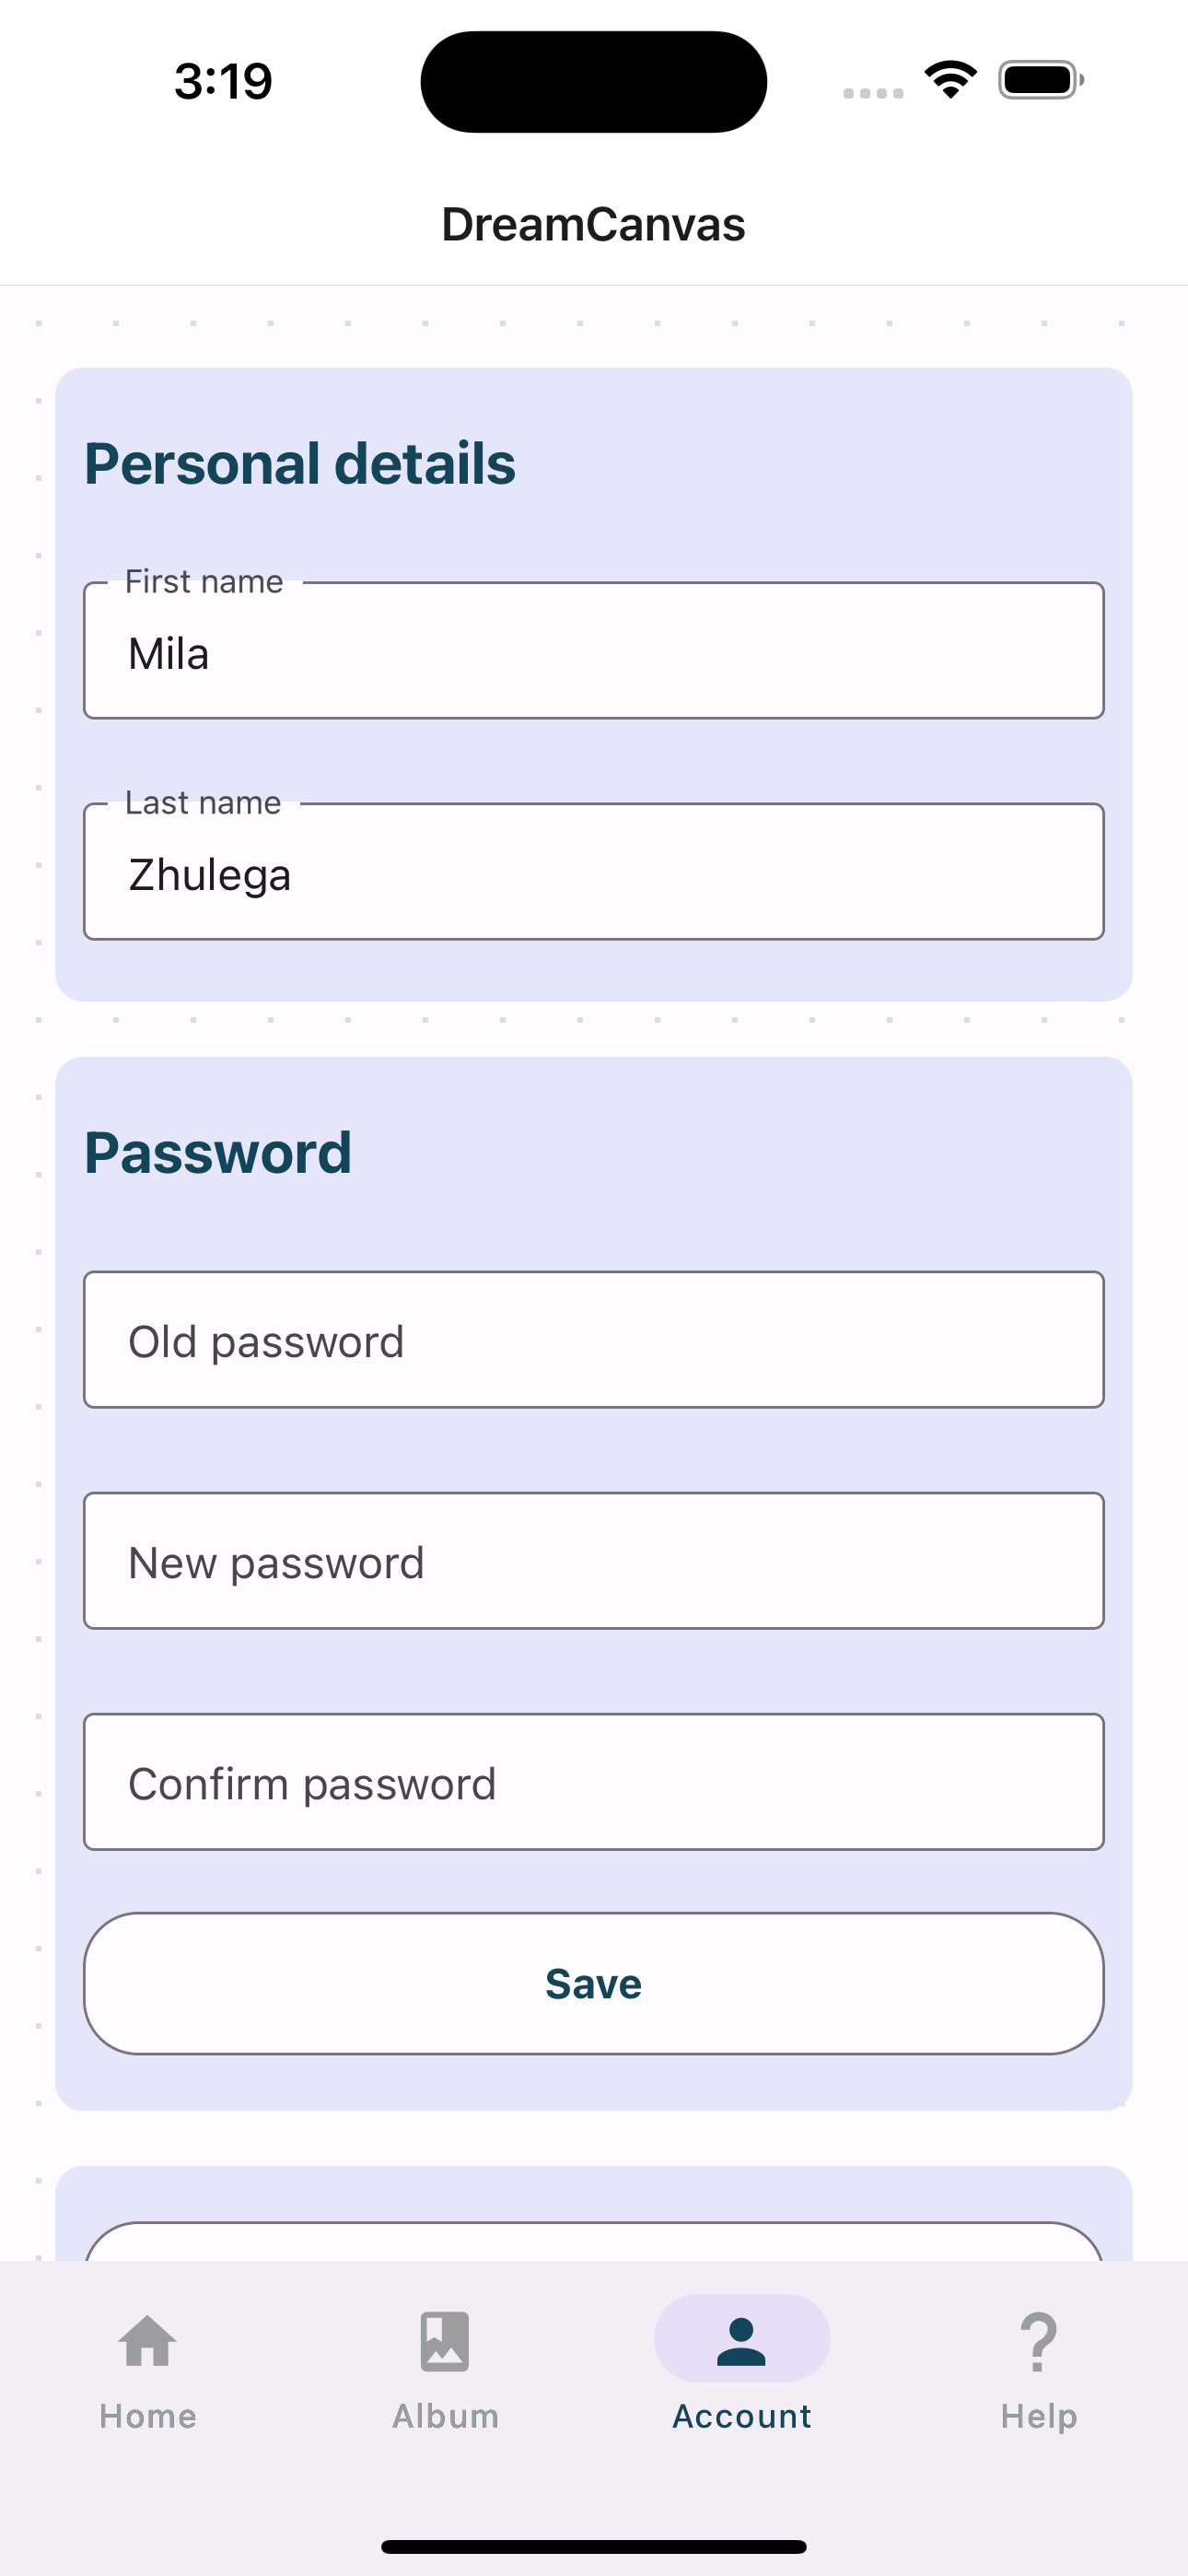 3:19
DreamCanvas
Personal details
First name
Mila
Last name
Zhulega
Password
Old password
New password
Confirm password
Save
Home
Album
Account
Help